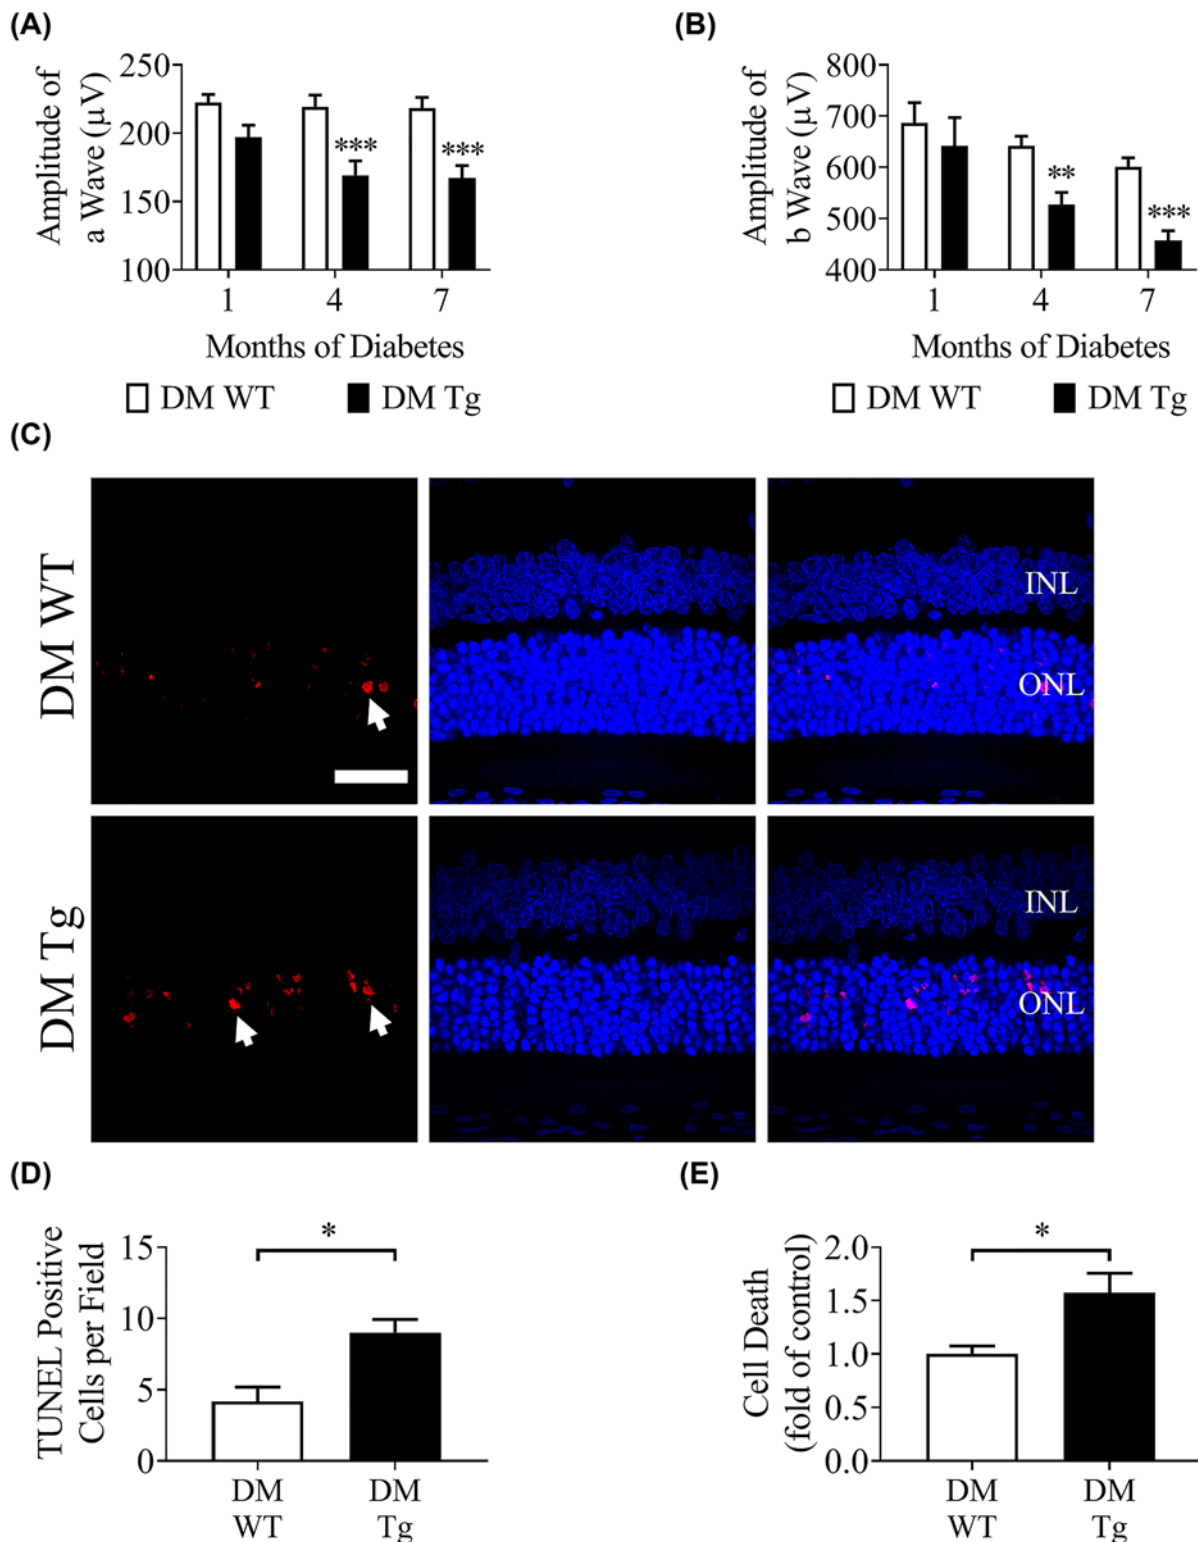 (A)
Amplitude of
a Wave (μV)
250
200
150
100
***
***
1 4 7
Months of Diabetes
DM WT DM Tg
(B)
Amplitude of
b Wave (μV)
800
700
600
500
400
**
***
1 4 7
Months of Diabetes
DM WT DM Tg
(C)
DM WT
INL
ONL
DM Tg
INL
ONL
(D)
TUNEL Positive
Cells per Field
15
10
5
0
*
DM DM
WT Tg
(E)
Cell Death
(fold of control)
2.0
1.5
1.0
0.5
0.0
*
DM DM
WT Tg